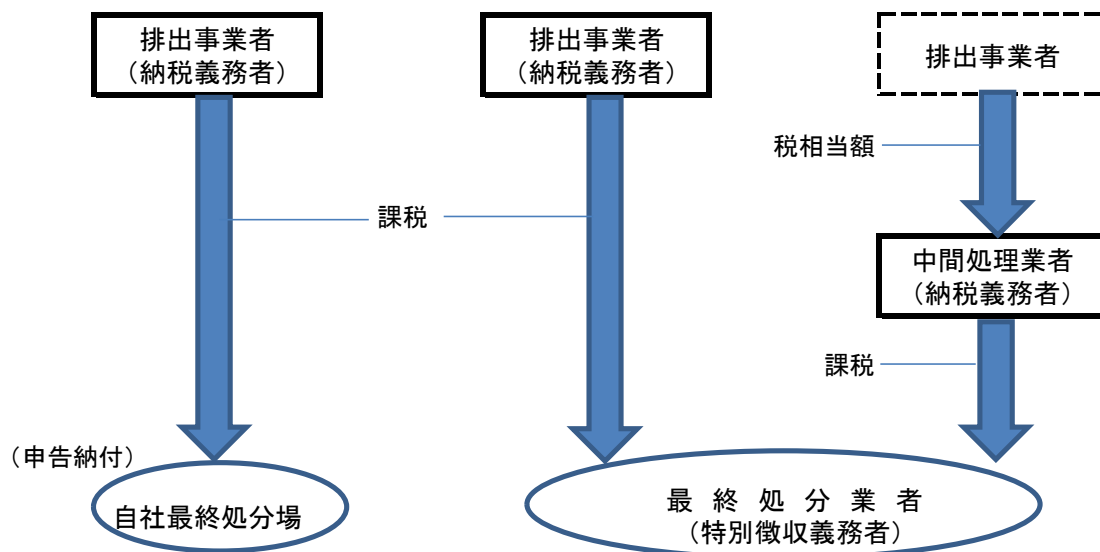 排出事業者
（納税義務者）
排出事業者
（納税義務者）
排出事業者
税相当額
課税
中間処理業者
（納税義務者）
課税
（申告納付）
自社最終処分場
最終処分業者
（特別徴収義務者）